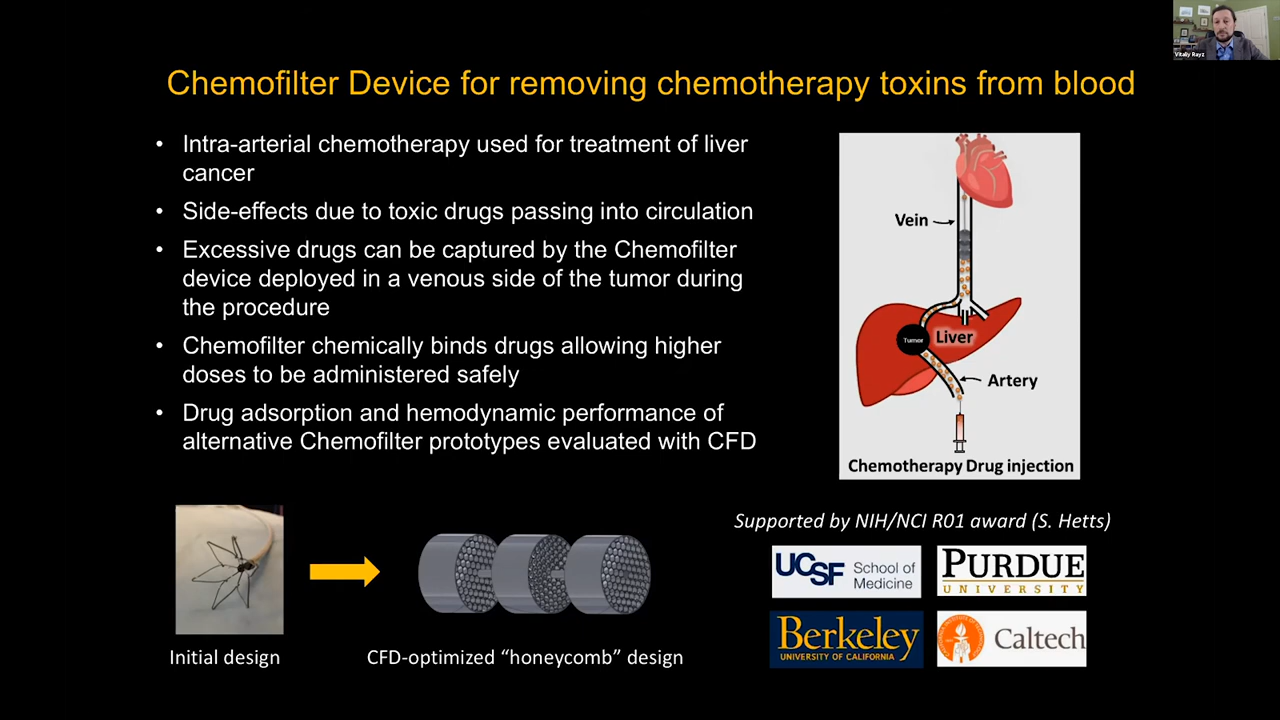 Vitaliy Rayz
Chemofilter Device for removing chemotherapy toxins from blood
• Intra-arterial chemotherapy used for treatment of liver
cancer
• Side-effects due to toxic drugs passing into circulation
• Excessive drugs can be captured by the Chemofilter
device deployed in a venous side of the tumor during
the procedure
• Chemofilter chemically binds drugs allowing higher
doses to be administered safely
• Drug adsorption and hemodynamic performance of
alternative Chemofilter prototypes evaluated with CFD
Vein
Tumor
Liver
Artery
Chemotherapy Drug injection
Initial design
CFD-optimized “honeycomb” design
Supported by NIH/NCI R01 award (S. Hetts)
UCSF School of
Medicine
PURDUE
UNIVERSITY
Berkeley
UNIVERSITY OF CALIFORNIA
Caltech